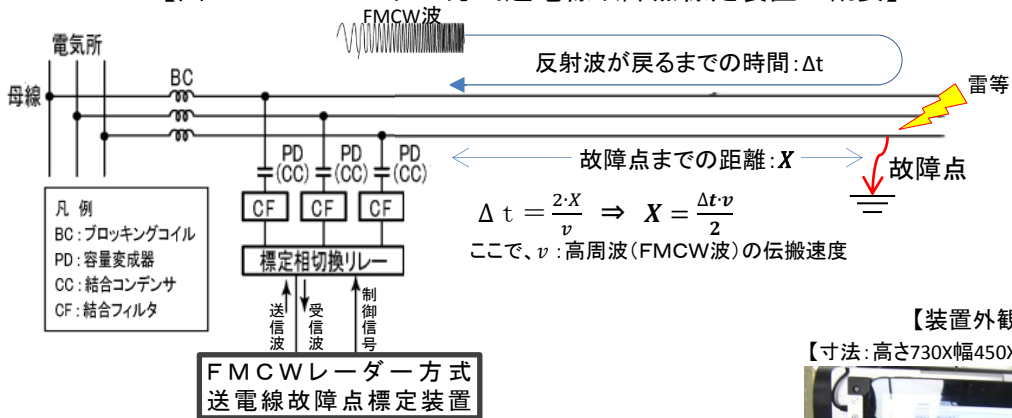 FMCW波
電気所
BC
母線
反射波が戻るまでの時間:Δt
雷等
PD
(CC)
PD
(CC)
PD
(CC)
故障点までの距離:X
故障点
CF
CF
CF
凡 例
BC:ブロッキングコイル
PD:容量変成器
CC:結合コンデンサ
CF:結合フィルタ
Δt=2·X/v ⇒ X=Δt·v/2
ここで、v:高周波(FMCW波)の伝搬速度
標定相切換リレー
送信波
受信波
制御信号
FMCWレーダー方式
送電線故障点標定装置
【装置外観
【寸法:高さ730X幅450X